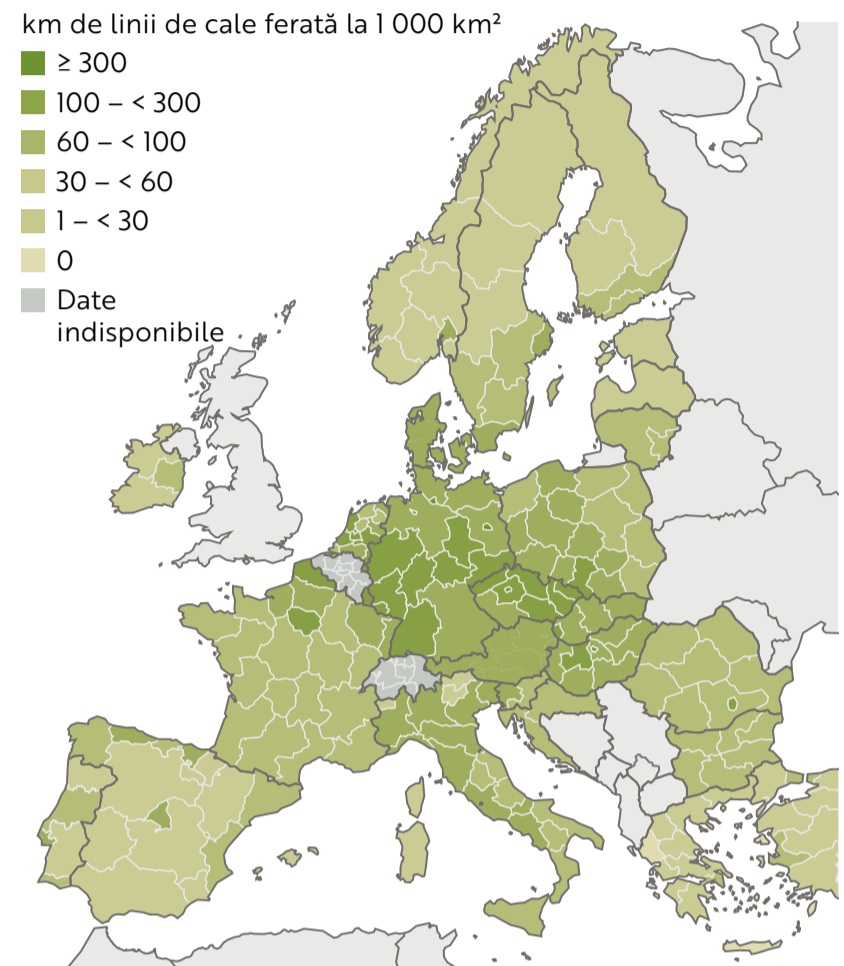 km de linii de cale ferată la 1 000 km²
≥ 300
100 – < 300
60 – < 100
30 – < 60
1 – < 30
0
Date
indisponibile